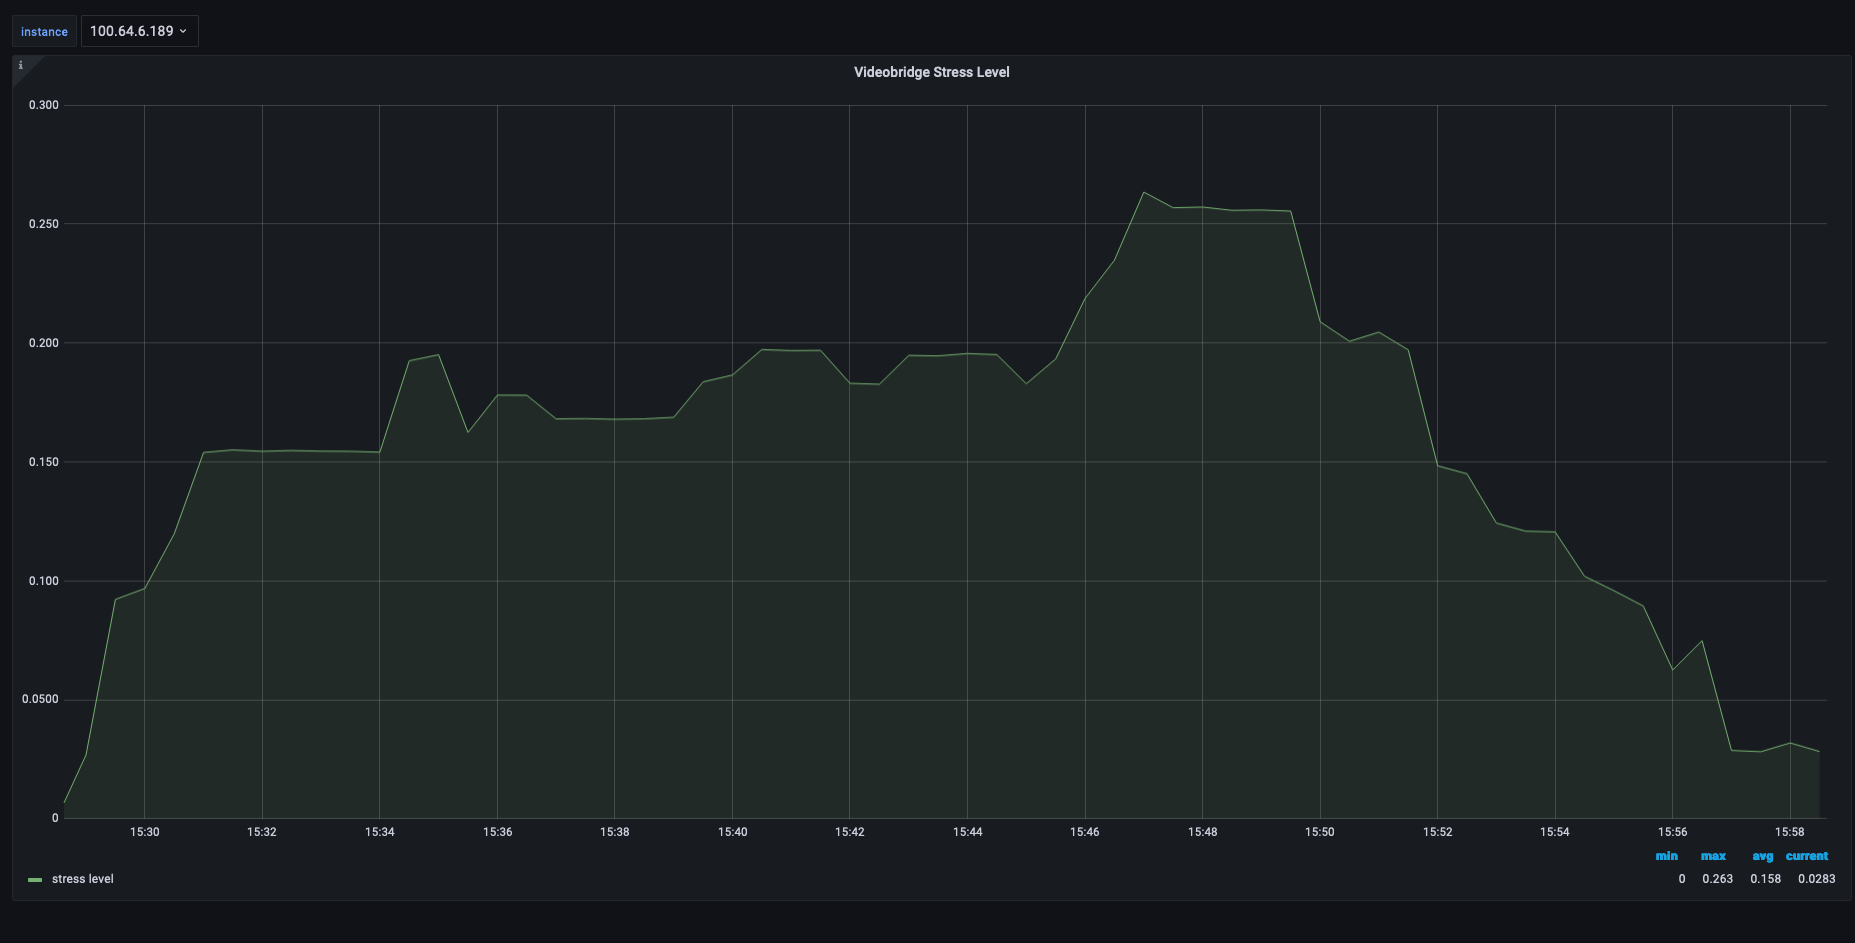 instance 100.64.6.189
i
Videobridge Stress Level
0.300
0.250
0.200
0.150
0.100
0.0500
0
15:30 15:32 15:34 15:36 15:38 15:40 15:42 15:44 15:46 15:48 15:50 15:52 15:54 15:56 15:58
min max avg current
stress level 0 0.263 0.158 0.0283